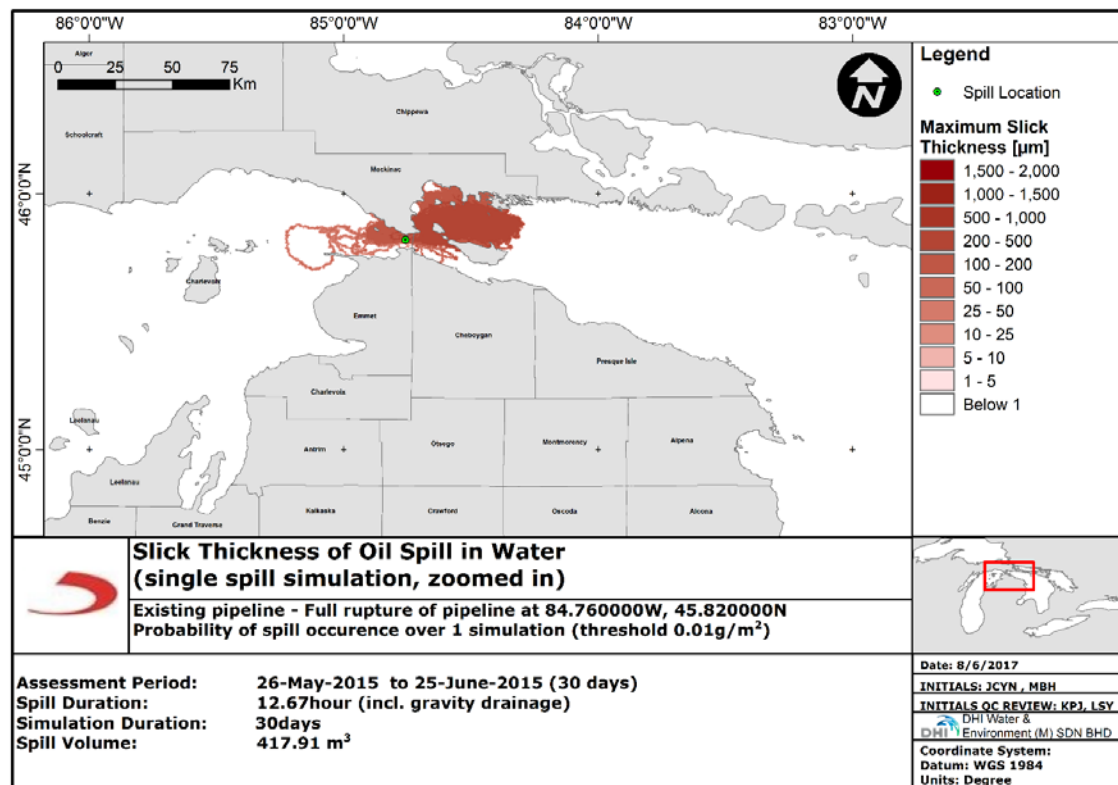 86°0'0"W 85°0'0"W 84°0'0"W 83°0'0"W
Alger
0 25 50 75
Km
N
Chippewa
Schoolcraft
Mackinac
46°0'0"N
Charlevoix
Emmet
Cheboygan
Presque Isle
Charlevoix
Leelanau
Antrim
Otsego
Montmorency
Alpena
45°0'0"N
Leelanau
Benzie
Grand Traverse
Kalkaska
Crawford
Oscoda
Alcona
Legend
Spill Location
Maximum Slick
Thickness [µm]
1,500 - 2,000
1,000 - 1,500
500 - 1,000
200 - 500
100 - 200
50 - 100
25 - 50
10 - 25
5 - 10
1 - 5
Below 1
Slick Thickness of Oil Spill in Water
(single spill simulation, zoomed in)
Existing pipeline - Full rupture of pipeline at 84.760000W, 45.820000N
Probability of spill occurence over 1 simulation (threshold 0.01g/m²)
Assessment Period: 26-May-2015 to 25-June-2015 (30 days)
Spill Duration: 12.67hour (incl. gravity drainage)
Simulation Duration: 30days
Spill Volume: 417.91 m³
Date: 8/6/2017
INITIALS: JCYN , MBH
INITIALS QC REVIEW: KPJ, LSY
DHI DHI Water &
Environment (M) SDN BHD
Coordinate System:
Datum: WGS 1984
Units: Degree